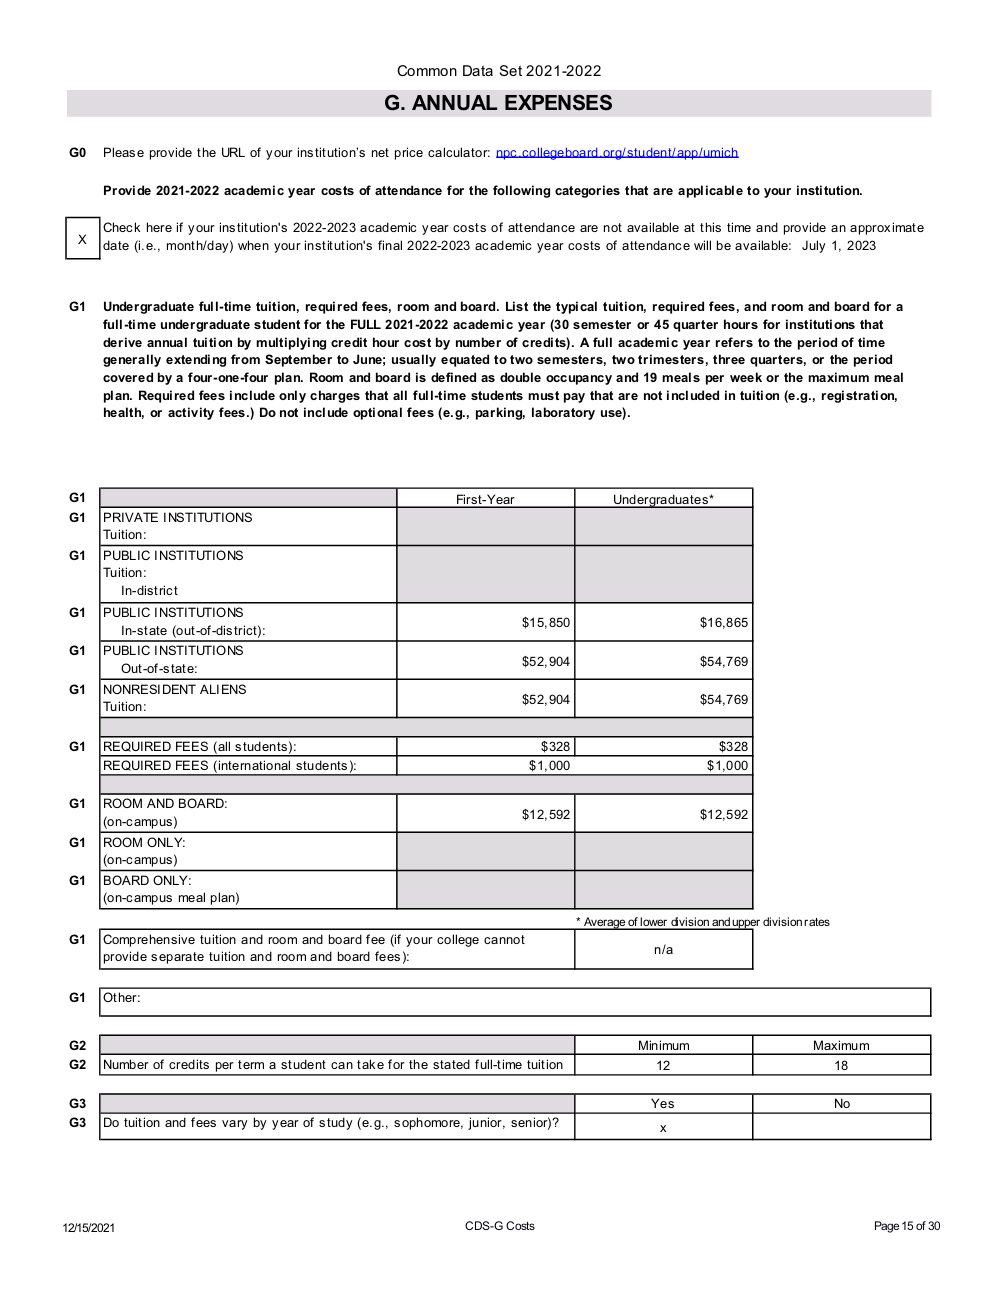 Common Data Set 2021-2022
G. ANNUAL EXPENSES
G0 Please provide the URL of your institution's net price calculator: npc.collegeboard.org/student/app/umich
Provide 2021-2022 academic year costs of attendance for the following categories that are applicable to your institution.
X
Check here if your institution's 2022-2023 academic year costs of attendance are not available at this time and provide an approximate
date (i.e., month/day) when your institution's final 2022-2023 academic year costs of attendance will be available: July 1, 2023
G1 Undergraduate full-time tuition, required fees, room and board. List the typical tuition, required fees, and room and board for a
full-time undergraduate student for the FULL 2021-2022 academic year (30 semester or 45 quarter hours for institutions that
derive annual tuition by multiplying credit hour cost by number of credits). A full academic year refers to the period of time
generally extending from September to June; usually equated to two semesters, two trimesters, three quarters, or the period
covered by a four-one-four plan. Room and board is defined as double occupancy and 19 meals per week or the maximum meal
plan. Required fees include only charges that all full-time students must pay that are not included in tuition (e.g., registration,
health, or activity fees.) Do not include optional fees (e.g., parking, laboratory use).
G1 First-Year Undergraduates*
G1 PRIVATE INSTITUTIONS
Tuition:
G1 PUBLIC INSTITUTIONS
Tuition:
In-district
G1 PUBLIC INSTITUTIONS
In-state (out-of-district): $15,850 $16,865
G1 PUBLIC INSTITUTIONS
Out-of-state: $52,904 $54,769
G1 NONRESIDENT ALIENS
Tuition: $52,904 $54,769
G1 REQUIRED FEES (all students): $328 $328
REQUIRED FEES (international students): $1,000 $1,000
G1 ROOM AND BOARD:
(on-campus) $12,592 $12,592
G1 ROOM ONLY:
(on-campus)
G1 BOARD ONLY:
(on-campus meal plan)
* Average of lower division and upper division rates
G1 Comprehensive tuition and room and board fee (if your college cannot
provide separate tuition and room and board fees): n/a
G1 Other:
G2 Minimum Maximum
G2 Number of credits per term a student can take for the stated full-time tuition 12 18
G3 Yes No
G3 Do tuition and fees vary by year of study (e.g., sophomore, junior, senior)? x
12/15/2021 CDS-G Costs Page 15 of 30